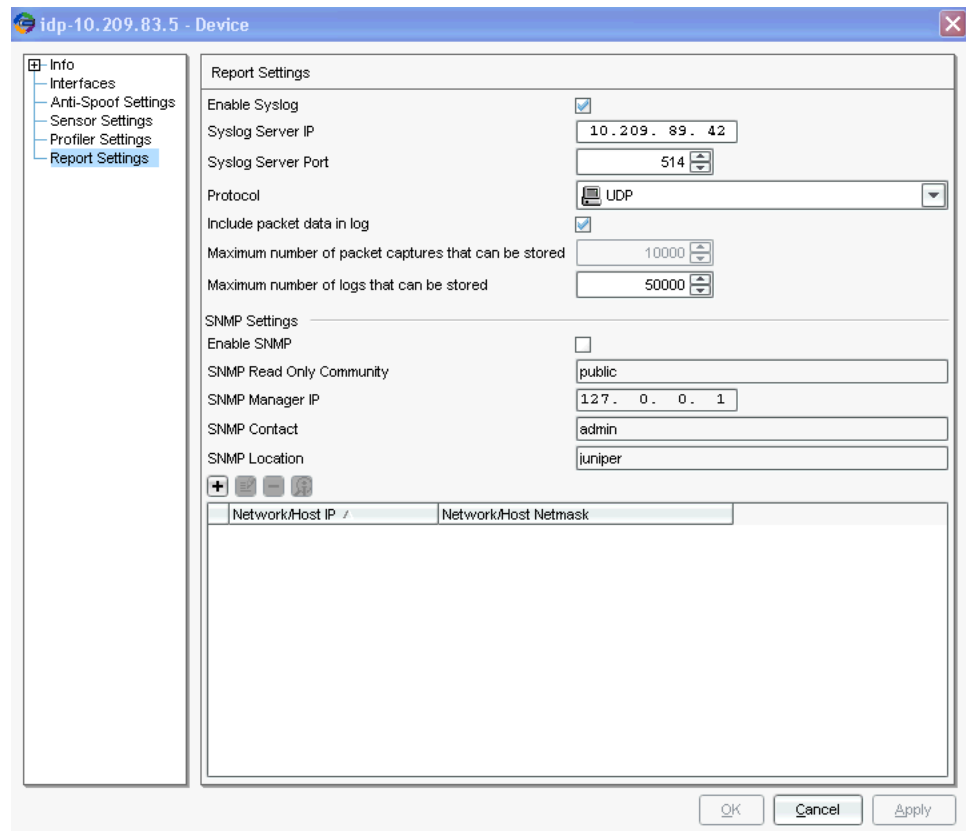 idp-10.209.83.5 - Device
Info
Interfaces
Anti-Spoof Settings
Sensor Settings
Profiler Settings
Report Settings
Report Settings
Enable Syslog
Syslog Server IP 10.209. 89. 42
Syslog Server Port 514
Protocol UDP
Include packet data in log
Maximum number of packet captures that can be stored 10000
Maximum number of logs that can be stored 50000
SNMP Settings
Enable SNMP
SNMP Read Only Community public
SNMP Manager IP 127. 0. 0. 1
SNMP Contact admin
SNMP Location juniper
Network/Host IP Network/Host Netmask
OK Cancel Apply